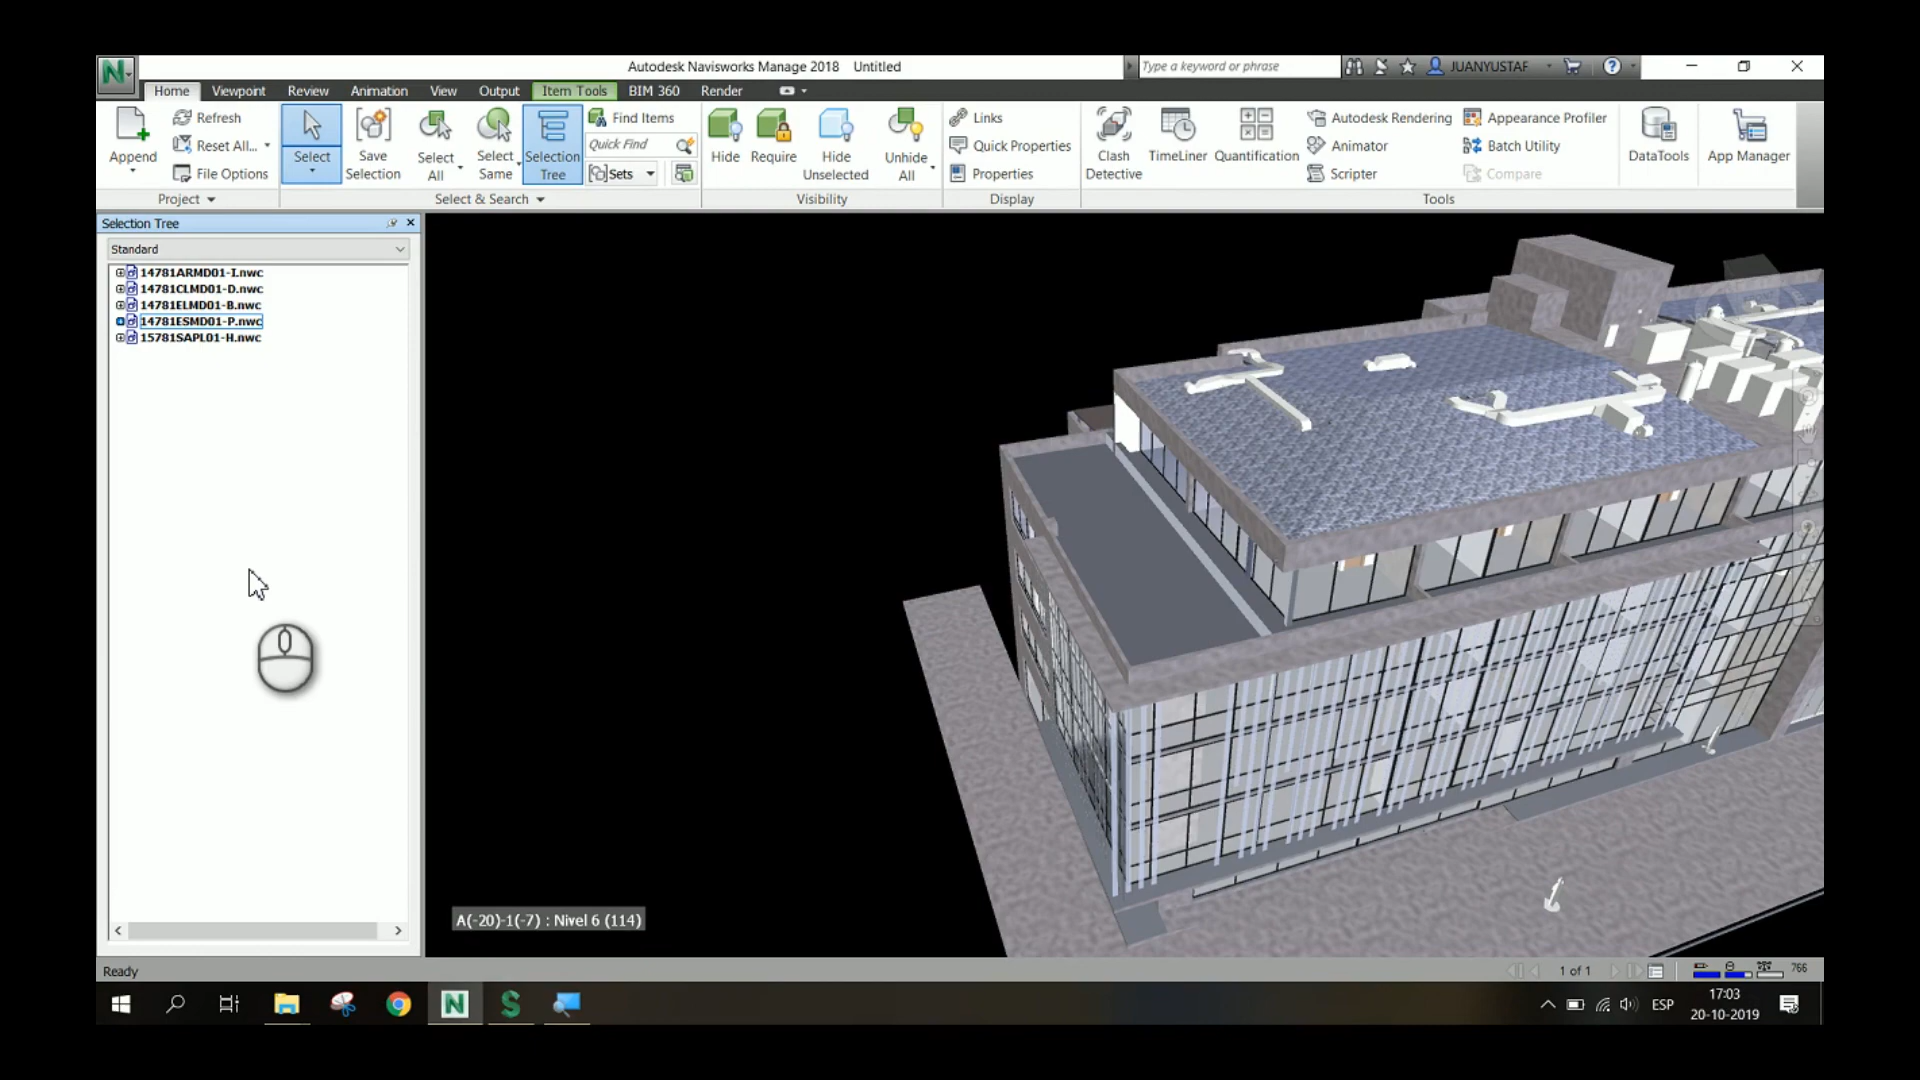 Autodesk Navisworks Manage 2018 Untitled
Type a keyword or phrase
JUANYUSTAF
Home Viewpoint Review Animation View Output Item Tools BIM 360 Render
Append
Refresh
Reset All...
File Options
Project
Select
Save Selection
Select All
Select Same
Selection Tree
Find Items
Quick Find
Sets
Select & Search
Hide
Require
Hide Unselected
Unhide All
Visibility
Links
Quick Properties
Properties
Display
Clash Detective
TimeLiner
Quantification
Autodesk Rendering
Animator
Scripter
Appearance Profiler
Batch Utility
Compare
DataTools
App Manager
Tools
Selection Tree
Standard
14781ARMD01-I.nwc
14781CLMD01-D.nwc
14781ELMD01-B.nwc
14781ESMD01-P.nwc
15781SAPL01-H.nwc
A(-20)-1(-7) : Nivel 6 (114)
Ready
1 of 1
766
ESP
17:03
20-10-2019